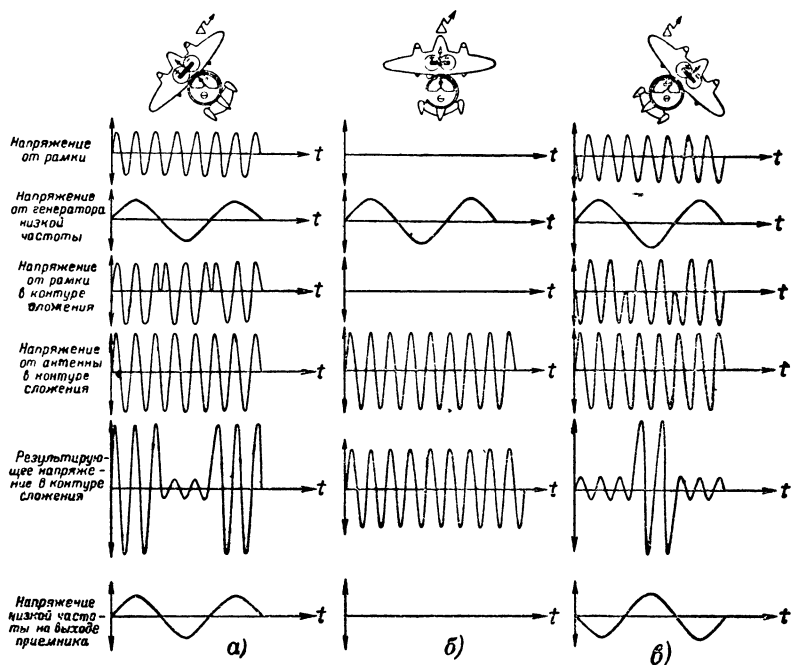 Напряжение
от рамки
t
t
t
Напряжение
от генератора
низкой
частоты
t
t
t
Напряжение
от рамки
в контуре
сложения
t
t
t
Напряжение
от антенны
в контуре
сложения
t
t
t
Результирую-
щее напряже-
ние в контуре
сложения
t
t
t
Напряжение
низкой часто-
ты на выходе
приемника
t
t
t
а)
б)
в)